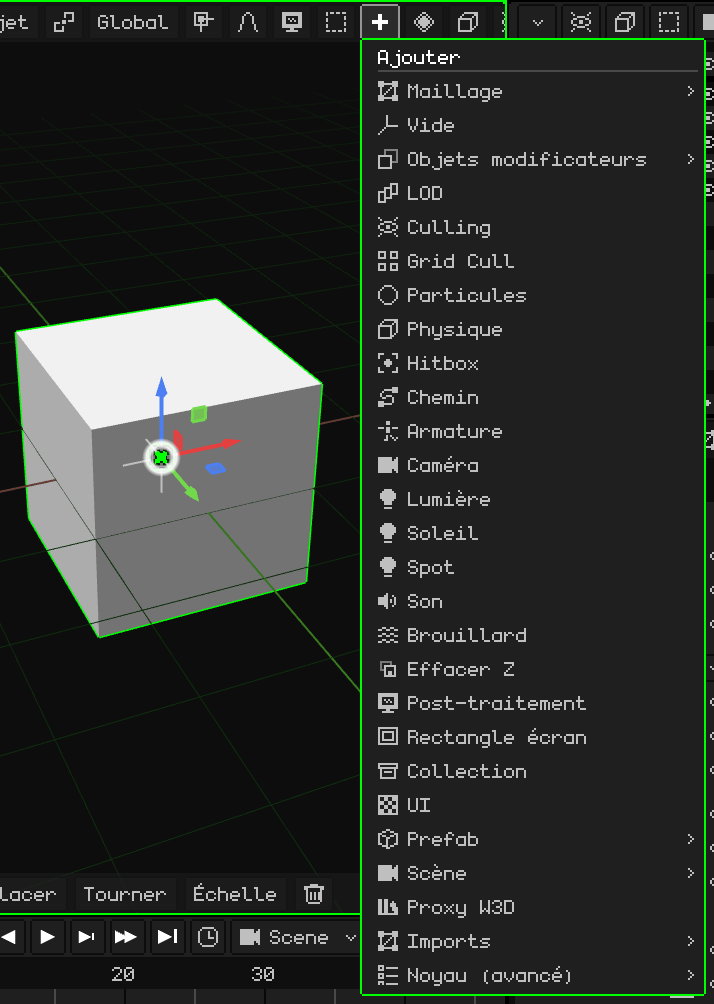 jet Global
Ajouter
Maillage
Vide
Objets modificateurs
LOD
Culling
Grid Cull
Particules
Physique
Hitbox
Chemin
Armature
Caméra
Lumière
Soleil
Spot
Son
Brouillard
Effacer Z
Post-traitement
Rectangle écran
Collection
UI
Prefab
Scène
Proxy W3D
Imports
Noyau (avancé)
lacer Tourner Échelle
Scene
20 30